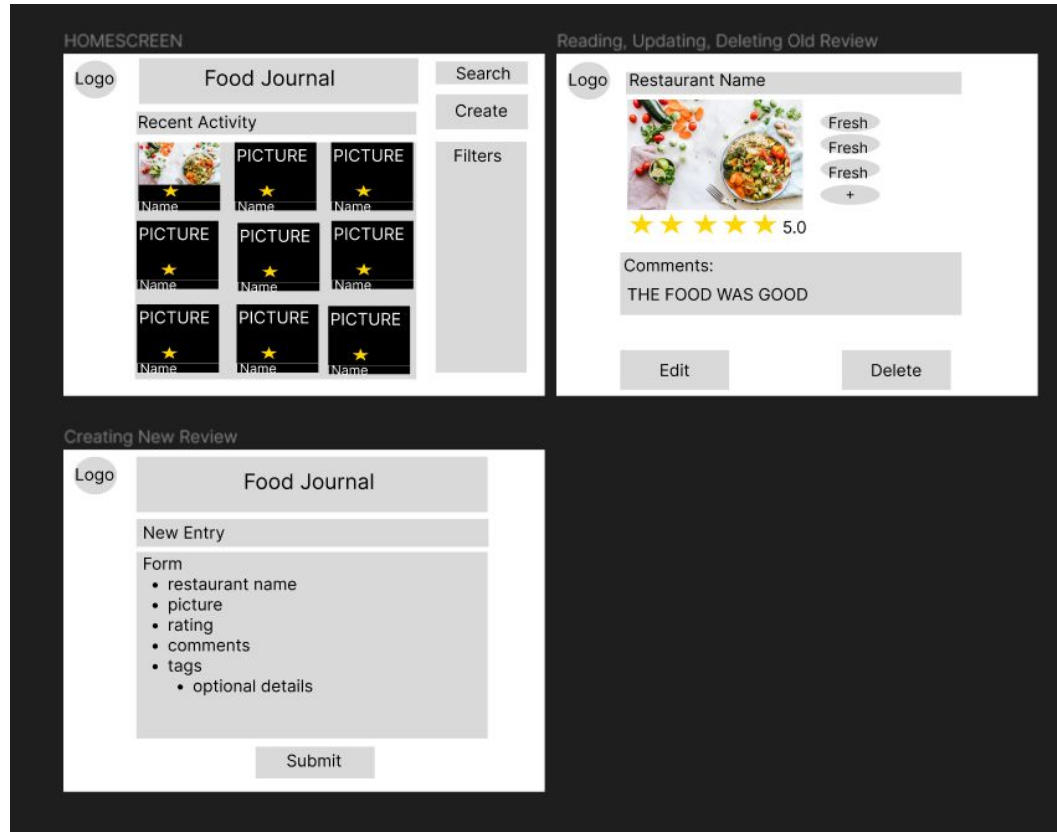 HOMESCREEN
Logo
Food Journal
Search
Create
Recent Activity
Filters
PICTURE
PICTURE
Name
Name
Name
PICTURE
PICTURE
PICTURE
Name
Name
Name
PICTURE
PICTURE
PICTURE
Name
Name
Name
Reading, Updating, Deleting Old Review
Logo
Restaurant Name
Fresh
Fresh
Fresh
+
5.0
Comments:
THE FOOD WAS GOOD
Edit
Delete
Creating New Review
Logo
Food Journal
New Entry
Form
• restaurant name
• picture
• rating
• comments
• tags
• optional details
Submit